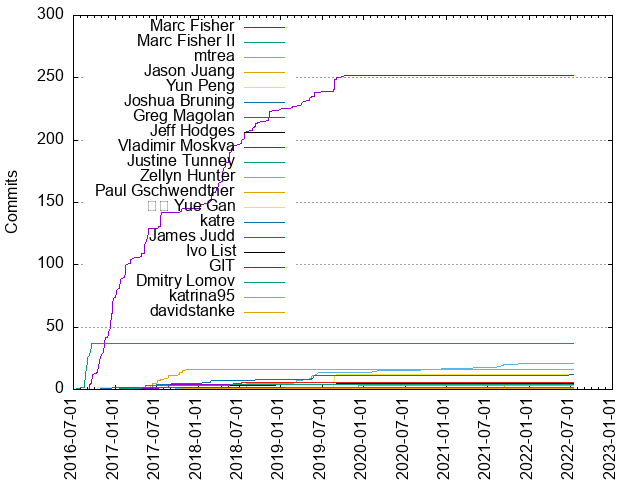 300
250
200
150
100
50
0
Commits
Marc Fisher
Marc Fisher II
mtrea
Jason Juang
Yun Peng
Joshua Bruning
Greg Magolan
Jeff Hodges
Vladimir Moskva
Justine Tunney
Zellyn Hunter
Paul Gschwendtner
Yue Gan
katre
James Judd
Ivo List
GIT
Dmitry Lomov
katrina95
davidstanke
2016-07-01
2017-01-01
2017-07-01
2018-01-01
2018-07-01
2019-01-01
2019-07-01
2020-01-01
2020-07-01
2021-01-01
2021-07-01
2022-01-01
2022-07-01
2023-01-01